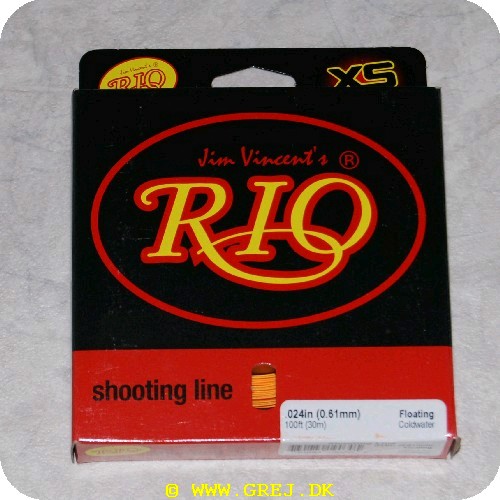 Jim Vincent's ®
RIO
XS
Jim Vincent's ®
RIO
shooting line
.024in (0.61mm)
100ft (30m)
Floating
Coldwater
© - WWW.GREJ.DK